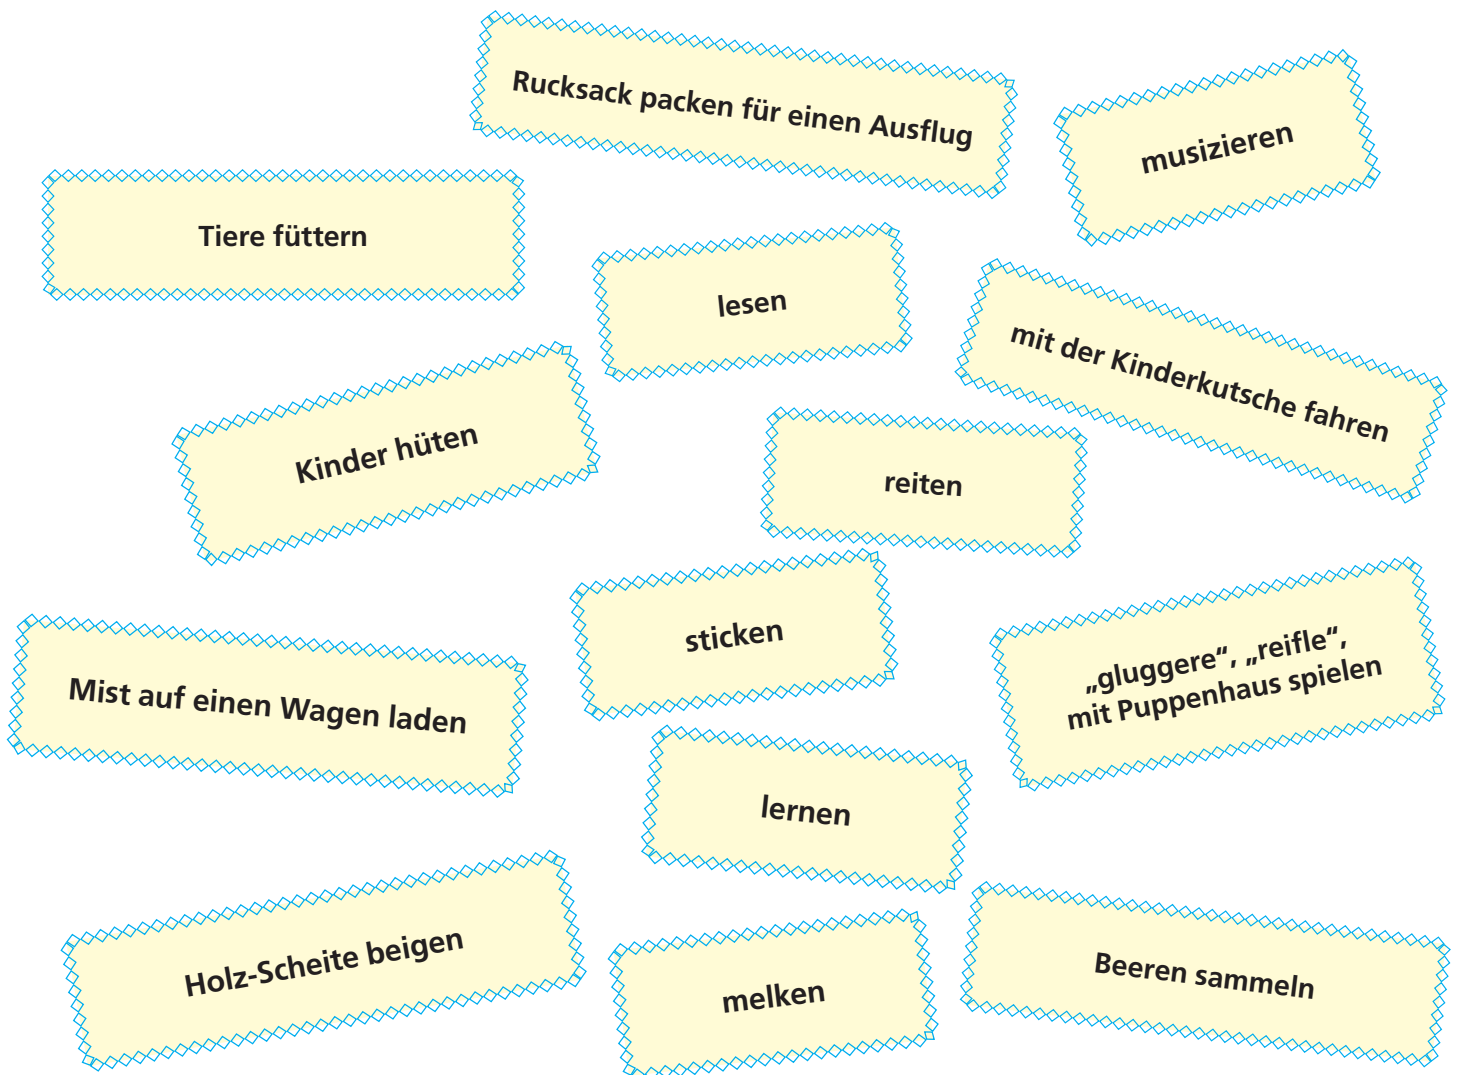 Rucksack packen für einen Ausflug
musizieren
Tiere füttern
lesen
mit der Kinderkutsche fahren
Kinder hüten
reiten
sticken
„gluggere“, „reifle“,
mit Puppenhaus spielen
Mist auf einen Wagen laden
lernen
Holz-Scheite beigen
melken
Beeren sammeln